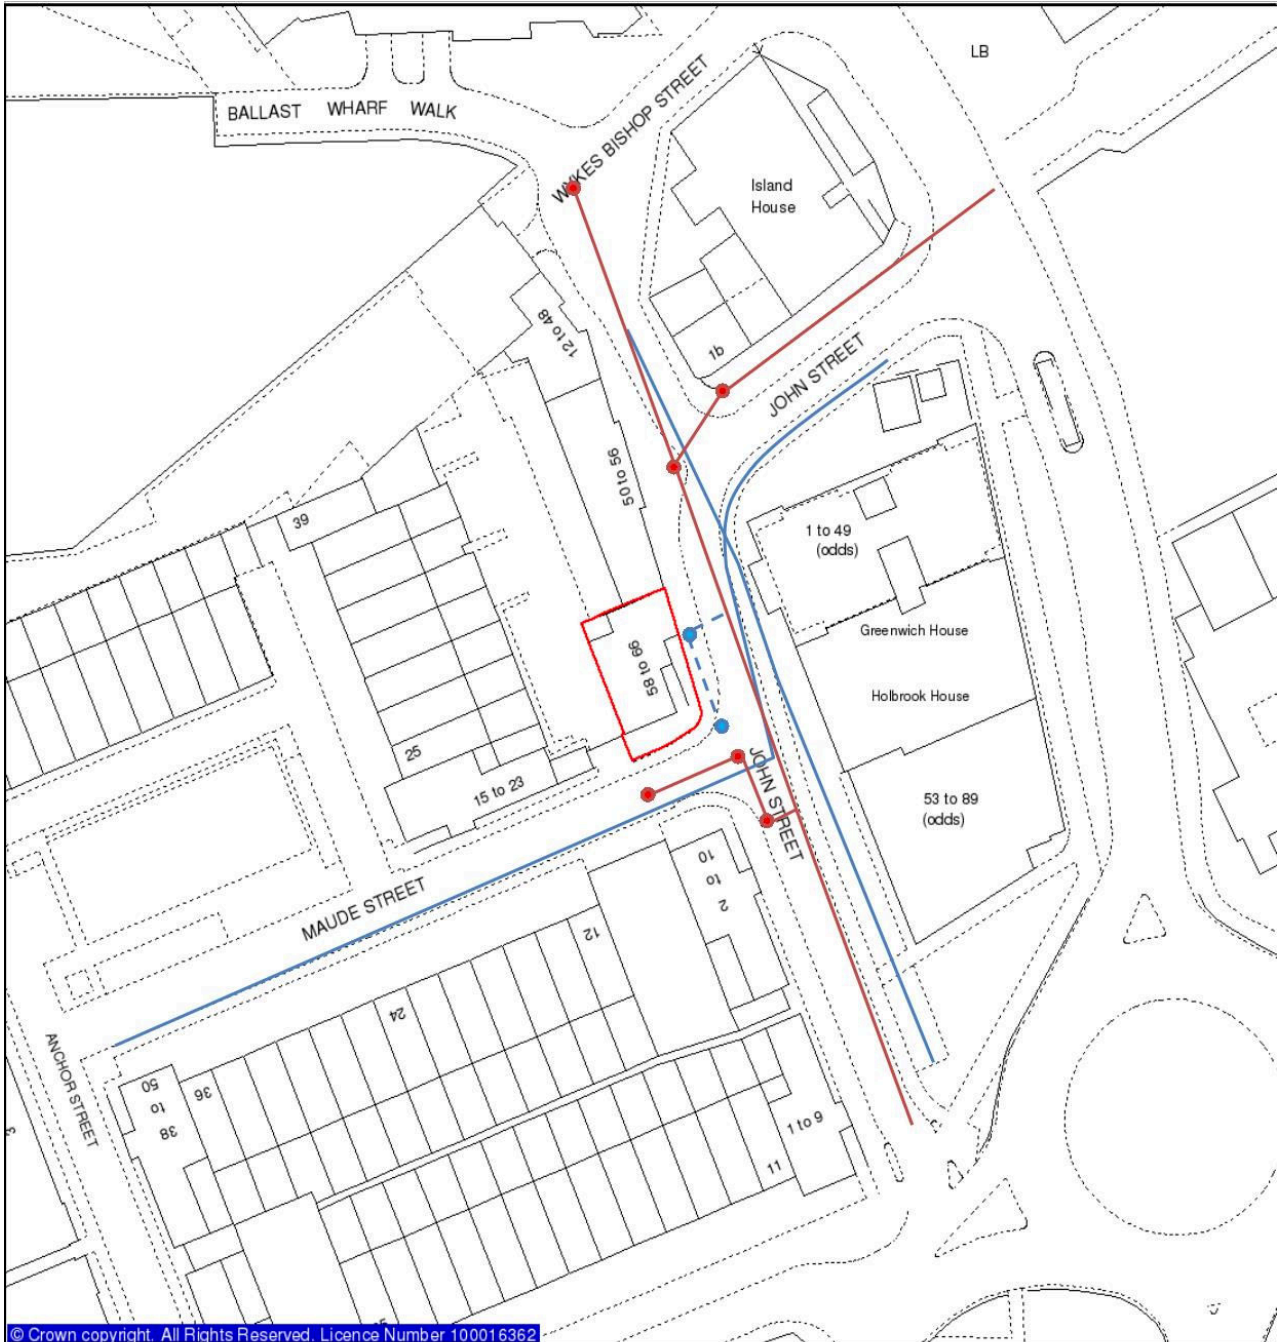 LB
BALLAST WHARF WALK
WYKES BISHOP STREET
Island
House
12 to 48
1b
JOHN STREET
50 to 56
39
1 to 49
(odds)
Greenwich House
58 to 66
Holbrook House
25
15 to 23
JOHN STREET
53 to 89
(odds)
10
to
2
MAUDE STREET
12
24
ANCHOR STREET
50
to
38
36
1 to 9
11
3
© Crown copyright. All Rights Reserved. Licence Number 100016362